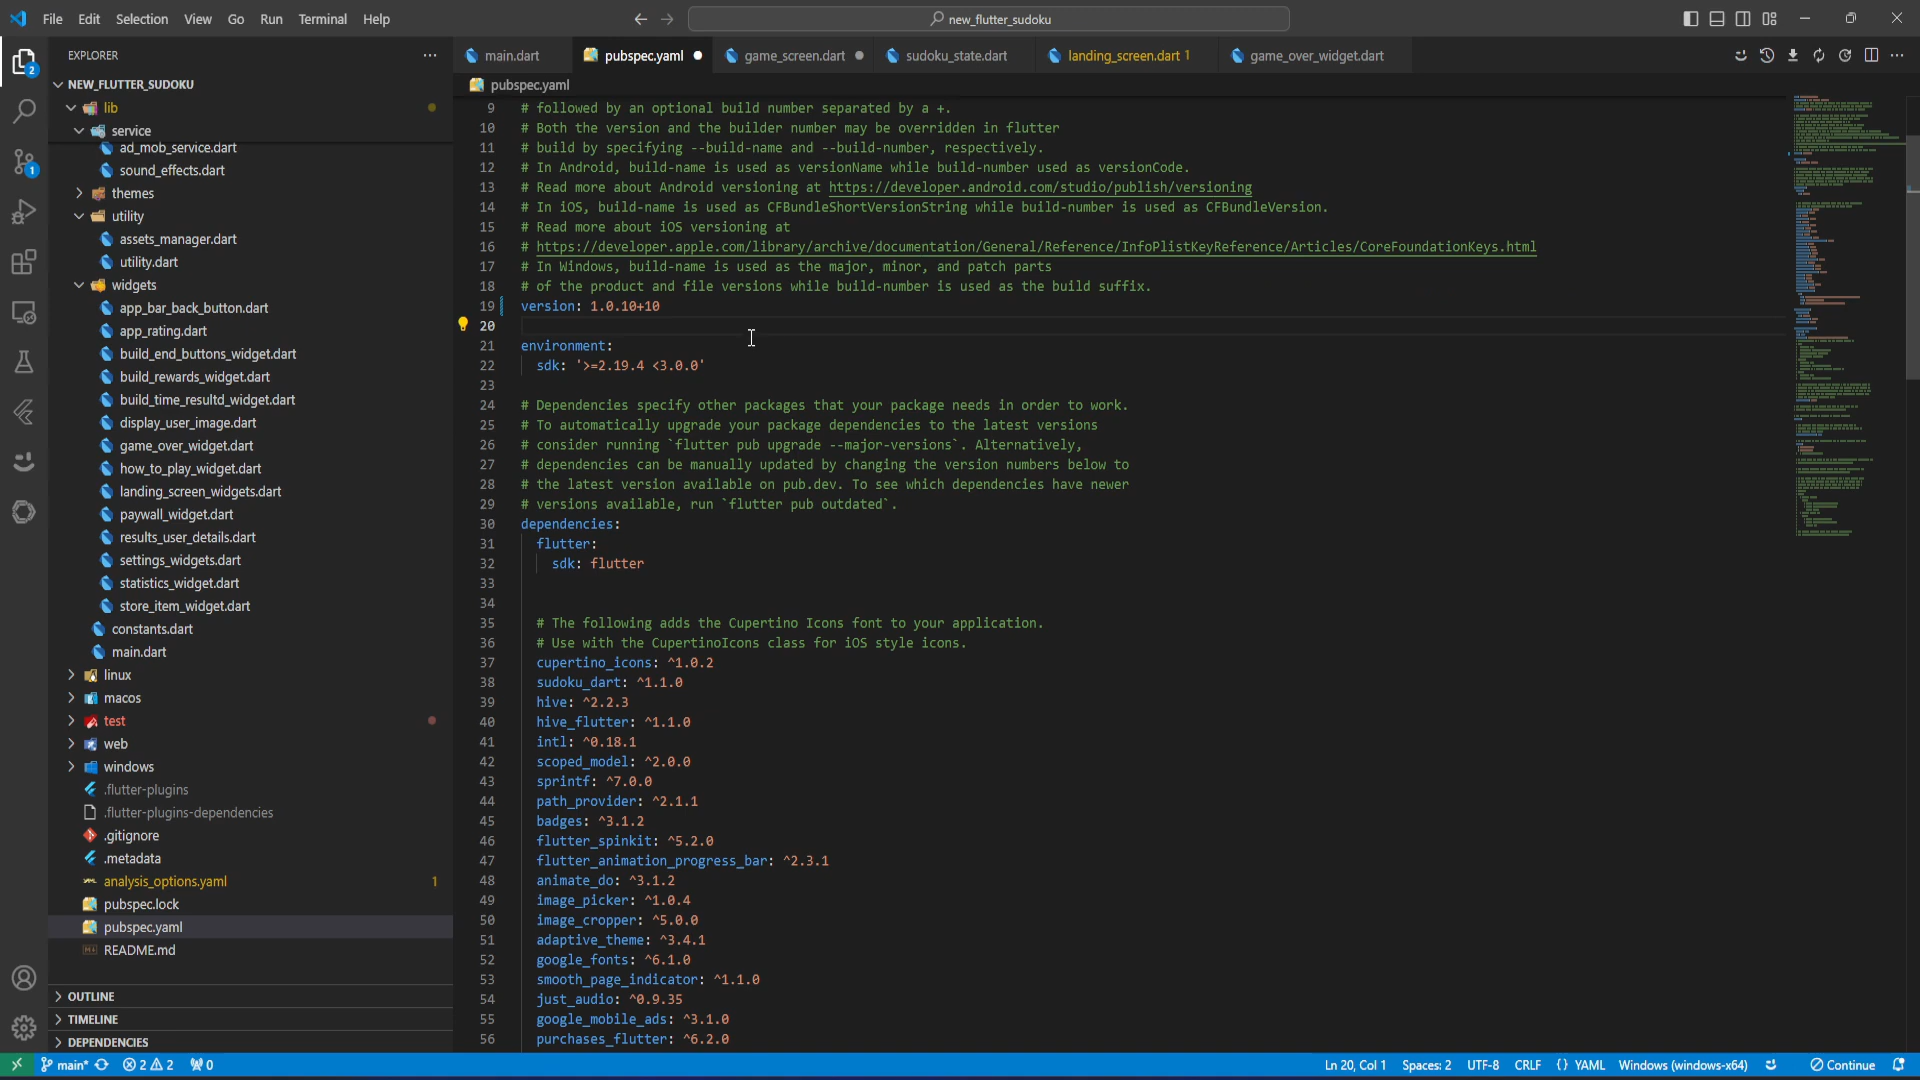 File Edit Selection View Go Run Terminal Help
new_flutter_sudoku
EXPLORER
main.dart
pubspec.yaml
game_screen.dart
sudoku_state.dart
landing_screen.dart 1
game_over_widget.dart
NEW_FLUTTER_SUDOKU
lib
service
ad_mob_service.dart
sound_effects.dart
themes
utility
assets_manager.dart
utility.dart
widgets
app_bar_back_button.dart
app_rating.dart
build_end_buttons_widget.dart
build_rewards_widget.dart
build_time_resultd_widget.dart
display_user_image.dart
game_over_widget.dart
how_to_play_widget.dart
landing_screen_widgets.dart
paywall_widget.dart
results_user_details.dart
settings_widgets.dart
statistics_widget.dart
store_item_widget.dart
constants.dart
main.dart
linux
macos
test
web
windows
.flutter-plugins
.flutter-plugins-dependencies
.gitignore
.metadata
analysis_options.yaml 1
pubspec.lock
pubspec.yaml
README.md
OUTLINE
TIMELINE
DEPENDENCIES
2
1
pubspec.yaml
9 # followed by an optional build number separated by a +.
10 # Both the version and the builder number may be overridden in flutter
11 # build by specifying --build-name and --build-number, respectively.
12 # In Android, build-name is used as versionName while build-number used as versionCode.
13 # Read more about Android versioning at https://developer.android.com/studio/publish/versioning
14 # In iOS, build-name is used as CFBundleShortVersionString while build-number is used as CFBundleVersion.
15 # Read more about iOS versioning at
16 # https://developer.apple.com/library/archive/documentation/General/Reference/InfoPlistKeyReference/Articles/CoreFoundationKeys.html
17 # In Windows, build-name is used as the major, minor, and patch parts
18 # of the product and file versions while build-number is used as the build suffix.
19 version: 1.0.10+10
20
21 environment:
22 sdk: '>=2.19.4 <3.0.0'
23
24 # Dependencies specify other packages that your package needs in order to work.
25 # To automatically upgrade your package dependencies to the latest versions
26 # consider running `flutter pub upgrade --major-versions`. Alternatively,
27 # dependencies can be manually updated by changing the version numbers below to
28 # the latest version available on pub.dev. To see which dependencies have newer
29 # versions available, run `flutter pub outdated`.
30 dependencies:
31 flutter:
32 sdk: flutter
33
34
35 # The following adds the Cupertino Icons font to your application.
36 # Use with the CupertinoIcons class for iOS style icons.
37 cupertino_icons: ^1.0.2
38 sudoku_dart: ^1.1.0
39 hive: ^2.2.3
40 hive_flutter: ^1.1.0
41 intl: ^0.18.1
42 scoped_model: ^2.0.0
43 sprintf: ^7.0.0
44 path_provider: ^2.1.1
45 badges: ^3.1.2
46 flutter_spinkit: ^5.2.0
47 flutter_animation_progress_bar: ^2.3.1
48 animate_do: ^3.1.2
49 image_picker: ^1.0.4
50 image_cropper: ^5.0.0
51 adaptive_theme: ^3.4.1
52 google_fonts: ^6.1.0
53 smooth_page_indicator: ^1.1.0
54 just_audio: ^0.9.35
55 google_mobile_ads: ^3.1.0
56 purchases_flutter: ^6.2.0
main* 2 2 0
Ln 20, Col 1 Spaces: 2 UTF-8 CRLF {} YAML Windows (windows-x64) Continue